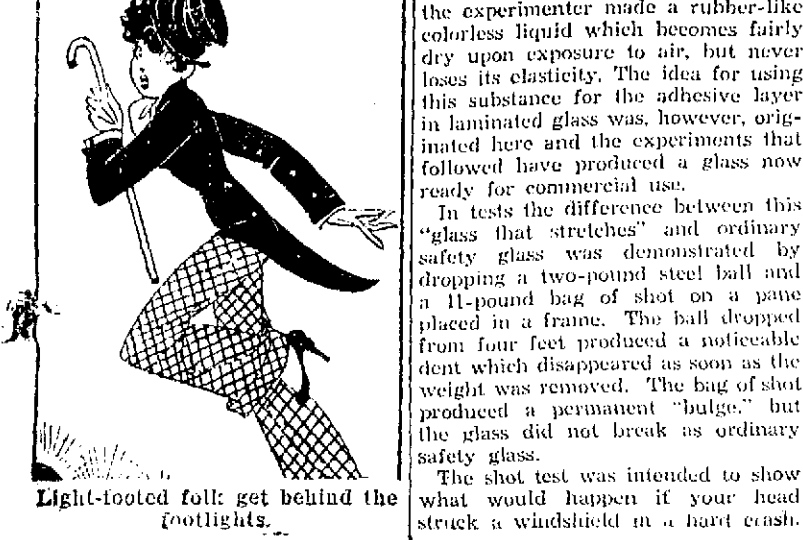 Light-footed folk get behind the
footlights.
the experimenter made a rubber-like
colorless liquid which becomes fairly
dry upon exposure to air, but never
loses its elasticity. The idea for using
this substance for the adhesive layer
in laminated glass was, however, orig-
inated here and the experiments that
followed have produced a glass now
ready for commercial use.
In tests the difference between this
"glass that stretches" and ordinary
safety glass was demonstrated by
dropping a two-pound steel ball and
a 11-pound bag of shot on a pane
placed in a frame. The ball dropped
from four feet produced a noticeable
dent which disappeared as soon as the
weight was removed. The bag of shot
produced a permanent "bulge," but
the glass did not break as ordinary
safety glass.
The shot test was intended to show
what would happen if your head
struck a windshield in a hard crash.